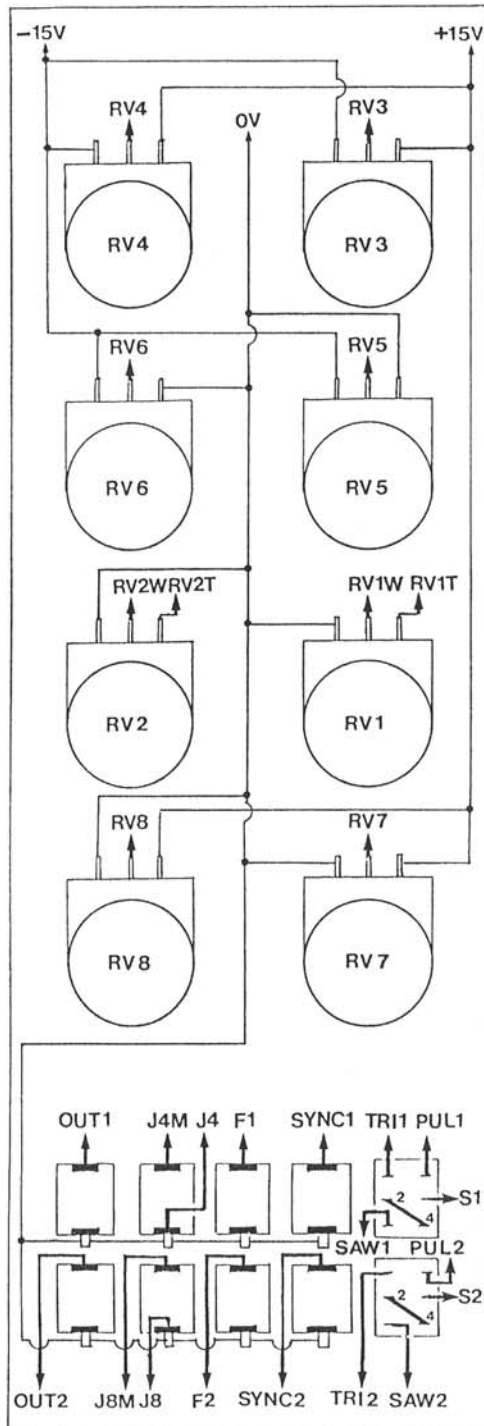 −15V +15V
RV4 0V RV3
RV4 RV3
RV6 RV5
RV6 RV5
RV2W RV2T RV1W RV1T
RV2 RV1
RV8 RV7
RV8 RV7
OUT1 J4M J4 F1 SYNC1 TRI1 PUL1
2 S1
4
SAW1 PUL2
2 S2
4
OUT2 J8M J8 F2 SYNC2 TRI2 SAW2